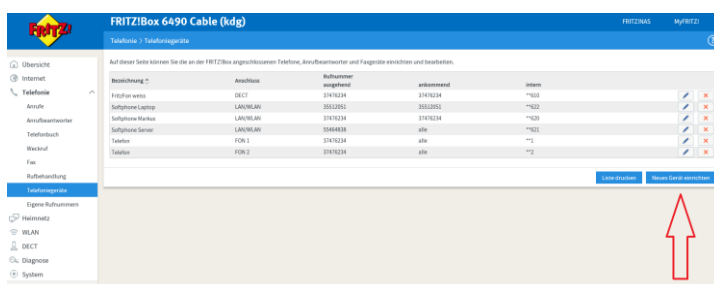 FRITZ!
FRITZ!Box 6490 Cable (kdg)
FRITZ!NAS MyFRITZ!
Telefonie > Telefoniegeräte
Übersicht
Internet
Telefonie
Anrufe
Anrufbeantworter
Telefonbuch
Weckruf
Fax
Rufbehandlung
Telefoniegeräte
Eigene Rufnummern
Heimnetz
WLAN
DECT
Diagnose
System
Auf dieser Seite können Sie die an der FRITZ!Box angeschlossenen Telefone, Anrufbeantworter und Faxgeräte einrichten und bearbeiten.
Bezeichnung Anschluss Rufnummer ausgehend ankommend intern
FritzFon weiss DECT 37476234 37476234 **610
Softphone Laptop LAN/WLAN 35512051 35512051 **622
Softphone Markus LAN/WLAN 37476234 37476234 **620
Softphone Server LAN/WLAN 55464838 alle **621
Telefon FON 1 37476234 alle **1
Telefon FON 2 37476234 alle **2
Liste drucken Neues Gerät einrichten